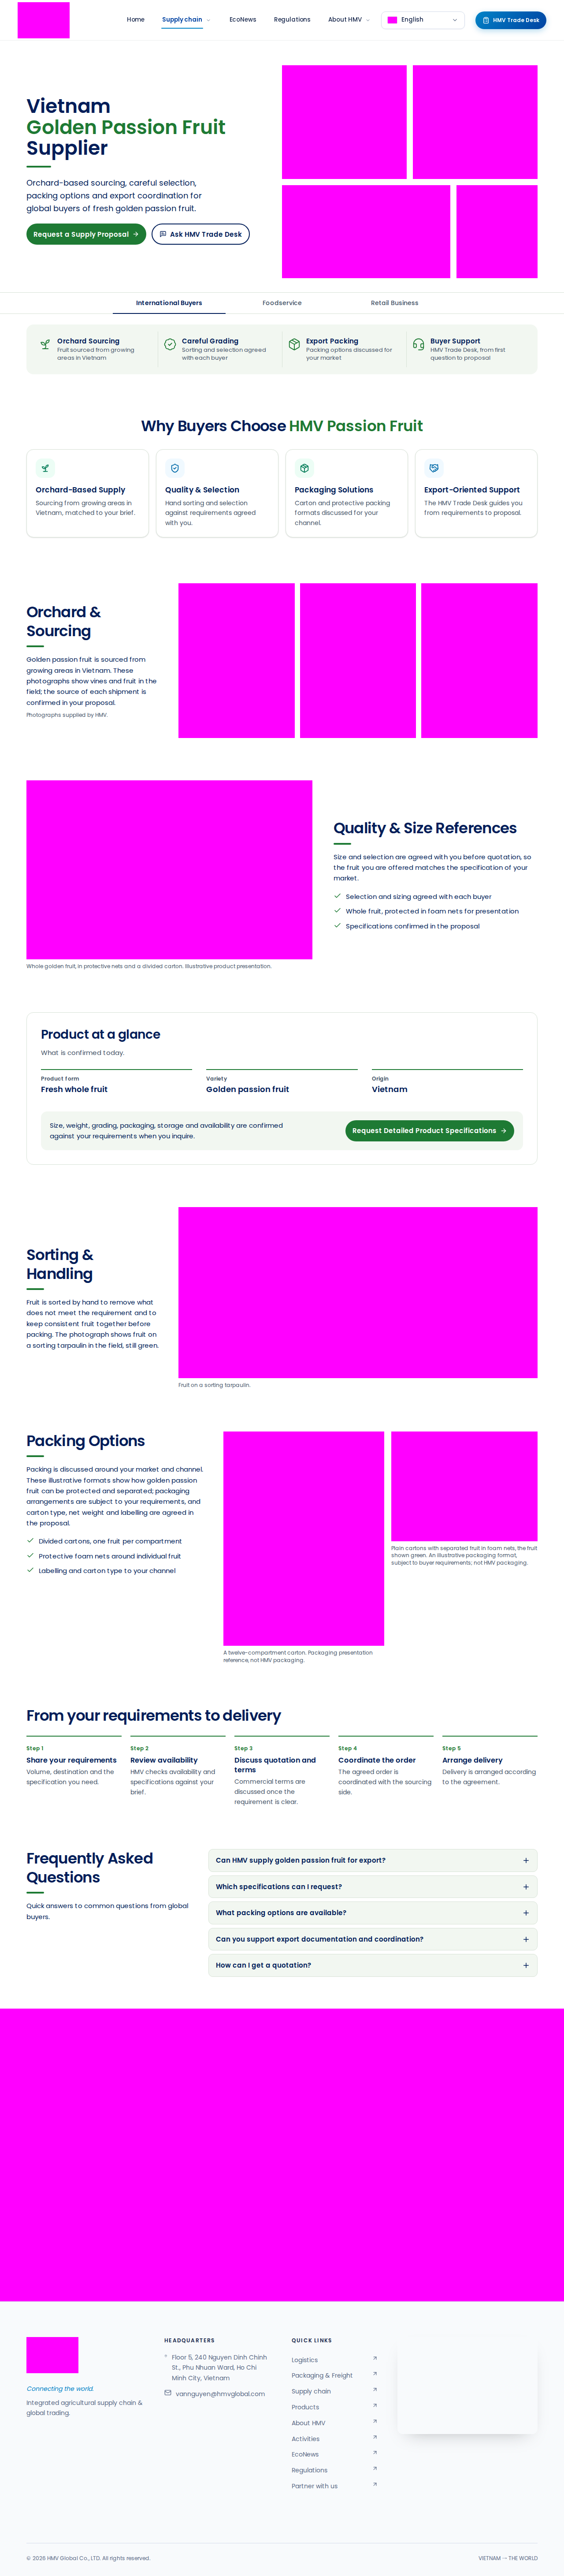 Home
Supply chain
EcoNews
Regulations
About HMV
English
HMV Trade Desk
Vietnam
Golden Passion Fruit
Supplier
Orchard-based sourcing, careful selection,
packing options and export coordination for
global buyers of fresh golden passion fruit.
Request a Supply Proposal
Ask HMV Trade Desk
International Buyers
Foodservice
Retail Business
Orchard Sourcing
Fruit sourced from growing
areas in Vietnam
Careful Grading
Sorting and selection agreed
with each buyer
Export Packing
Packing options discussed for
your market
Buyer Support
HMV Trade Desk, from first
question to proposal
Why Buyers Choose HMV Passion Fruit
Orchard-Based Supply
Sourcing from growing areas in
Vietnam, matched to your brief.
Quality & Selection
Hand sorting and selection
against requirements agreed
with you.
Packaging Solutions
Carton and protective packing
formats discussed for your
channel.
Export-Oriented Support
The HMV Trade Desk guides you
from requirements to proposal.
Orchard &
Sourcing
Golden passion fruit is sourced from
growing areas in Vietnam. These
photographs show vines and fruit in the
field; the source of each shipment is
confirmed in your proposal.
Photographs supplied by HMV.
Whole golden fruit, in protective nets and a divided carton. Illustrative product presentation.
Quality & Size References
Size and selection are agreed with you before quotation, so
the fruit you are offered matches the specification of your
market.
Selection and sizing agreed with each buyer
Whole fruit, protected in foam nets for presentation
Specifications confirmed in the proposal
Product at a glance
What is confirmed today.
Product form
Fresh whole fruit
Variety
Golden passion fruit
Origin
Vietnam
Size, weight, grading, packaging, storage and availability are confirmed
against your requirements when you inquire.
Request Detailed Product Specifications
Sorting &
Handling
Fruit is sorted by hand to remove what
does not meet the requirement and to
keep consistent fruit together before
packing. The photograph shows fruit on
a sorting tarpaulin in the field, still green.
Fruit on a sorting tarpaulin.
Packing Options
Packing is discussed around your market and channel.
These illustrative formats show how golden passion
fruit can be protected and separated; packaging
arrangements are subject to your requirements, and
carton type, net weight and labelling are agreed in
the proposal.
Divided cartons, one fruit per compartment
Protective foam nets around individual fruit
Labelling and carton type to your channel
A twelve-compartment carton. Packaging presentation
reference, not HMV packaging.
Plain cartons with separated fruit in foam nets, the fruit
shown green. An illustrative packaging format,
subject to buyer requirements; not HMV packaging.
From your requirements to delivery
Step 1
Share your requirements
Volume, destination and the
specification you need.
Step 2
Review availability
HMV checks availability and
specifications against your
brief.
Step 3
Discuss quotation and
terms
Commercial terms are
discussed once the
requirement is clear.
Step 4
Coordinate the order
The agreed order is
coordinated with the sourcing
side.
Step 5
Arrange delivery
Delivery is arranged according
to the agreement.
Frequently Asked
Questions
Quick answers to common questions from global
buyers.
Can HMV supply golden passion fruit for export?
Which specifications can I request?
What packing options are available?
Can you support export documentation and coordination?
How can I get a quotation?
Connecting the world.
Integrated agricultural supply chain &
global trading.
HEADQUARTERS
Floor 5, 240 Nguyen Dinh Chinh
St., Phu Nhuan Ward, Ho Chi
Minh City, Vietnam
vannguyen@hmvglobal.com
QUICK LINKS
Logistics
Packaging & Freight
Supply chain
Products
About HMV
Activities
EcoNews
Regulations
Partner with us
© 2026 HMV Global Co., LTD. All rights reserved.
VIETNAM → THE WORLD